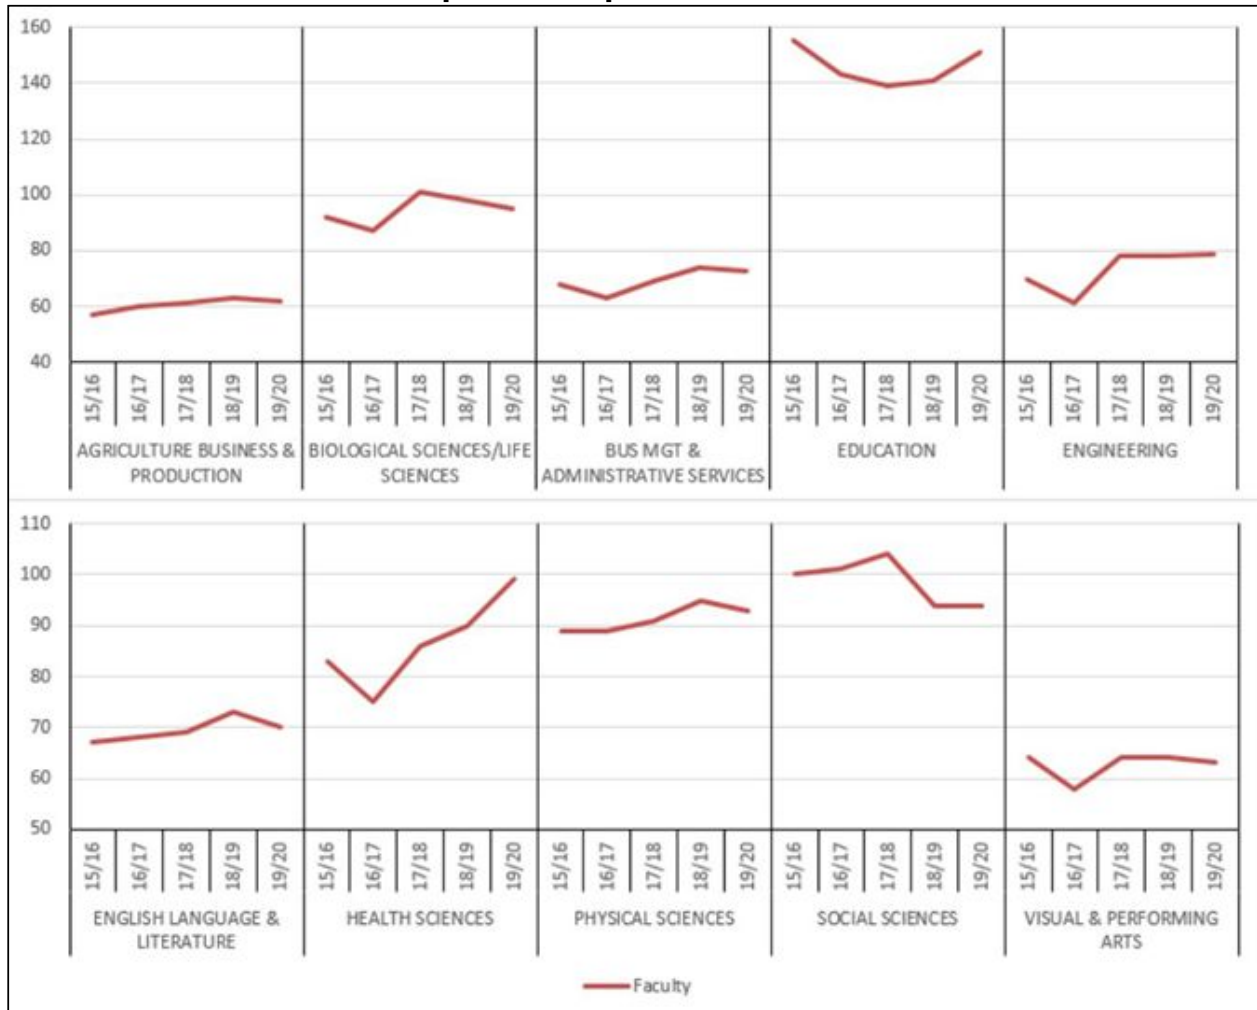 160
140
120
100
80
60
40
15/16 16/17 17/18 18/19 19/20 15/16 16/17 17/18 18/19 19/20 15/16 16/17 17/18 18/19 19/20 15/16 16/17 17/18 18/19 19/20 15/16 16/17 17/18 18/19 19/20
AGRICULTURE BUSINESS &
PRODUCTION
BIOLOGICAL SCIENCES/LIFE
SCIENCES
BUS MGT &
ADMINISTRATIVE SERVICES
EDUCATION
ENGINEERING
110
100
90
80
70
60
50
15/16 16/17 17/18 18/19 19/20 15/16 16/17 17/18 18/19 19/20 15/16 16/17 17/18 18/19 19/20 15/16 16/17 17/18 18/19 19/20 15/16 16/17 17/18 18/19 19/20
ENGLISH LANGUAGE &
LITERATURE
HEALTH SCIENCES
PHYSICAL SCIENCES
SOCIAL SCIENCES
VISUAL & PERFORMING
ARTS
Faculty